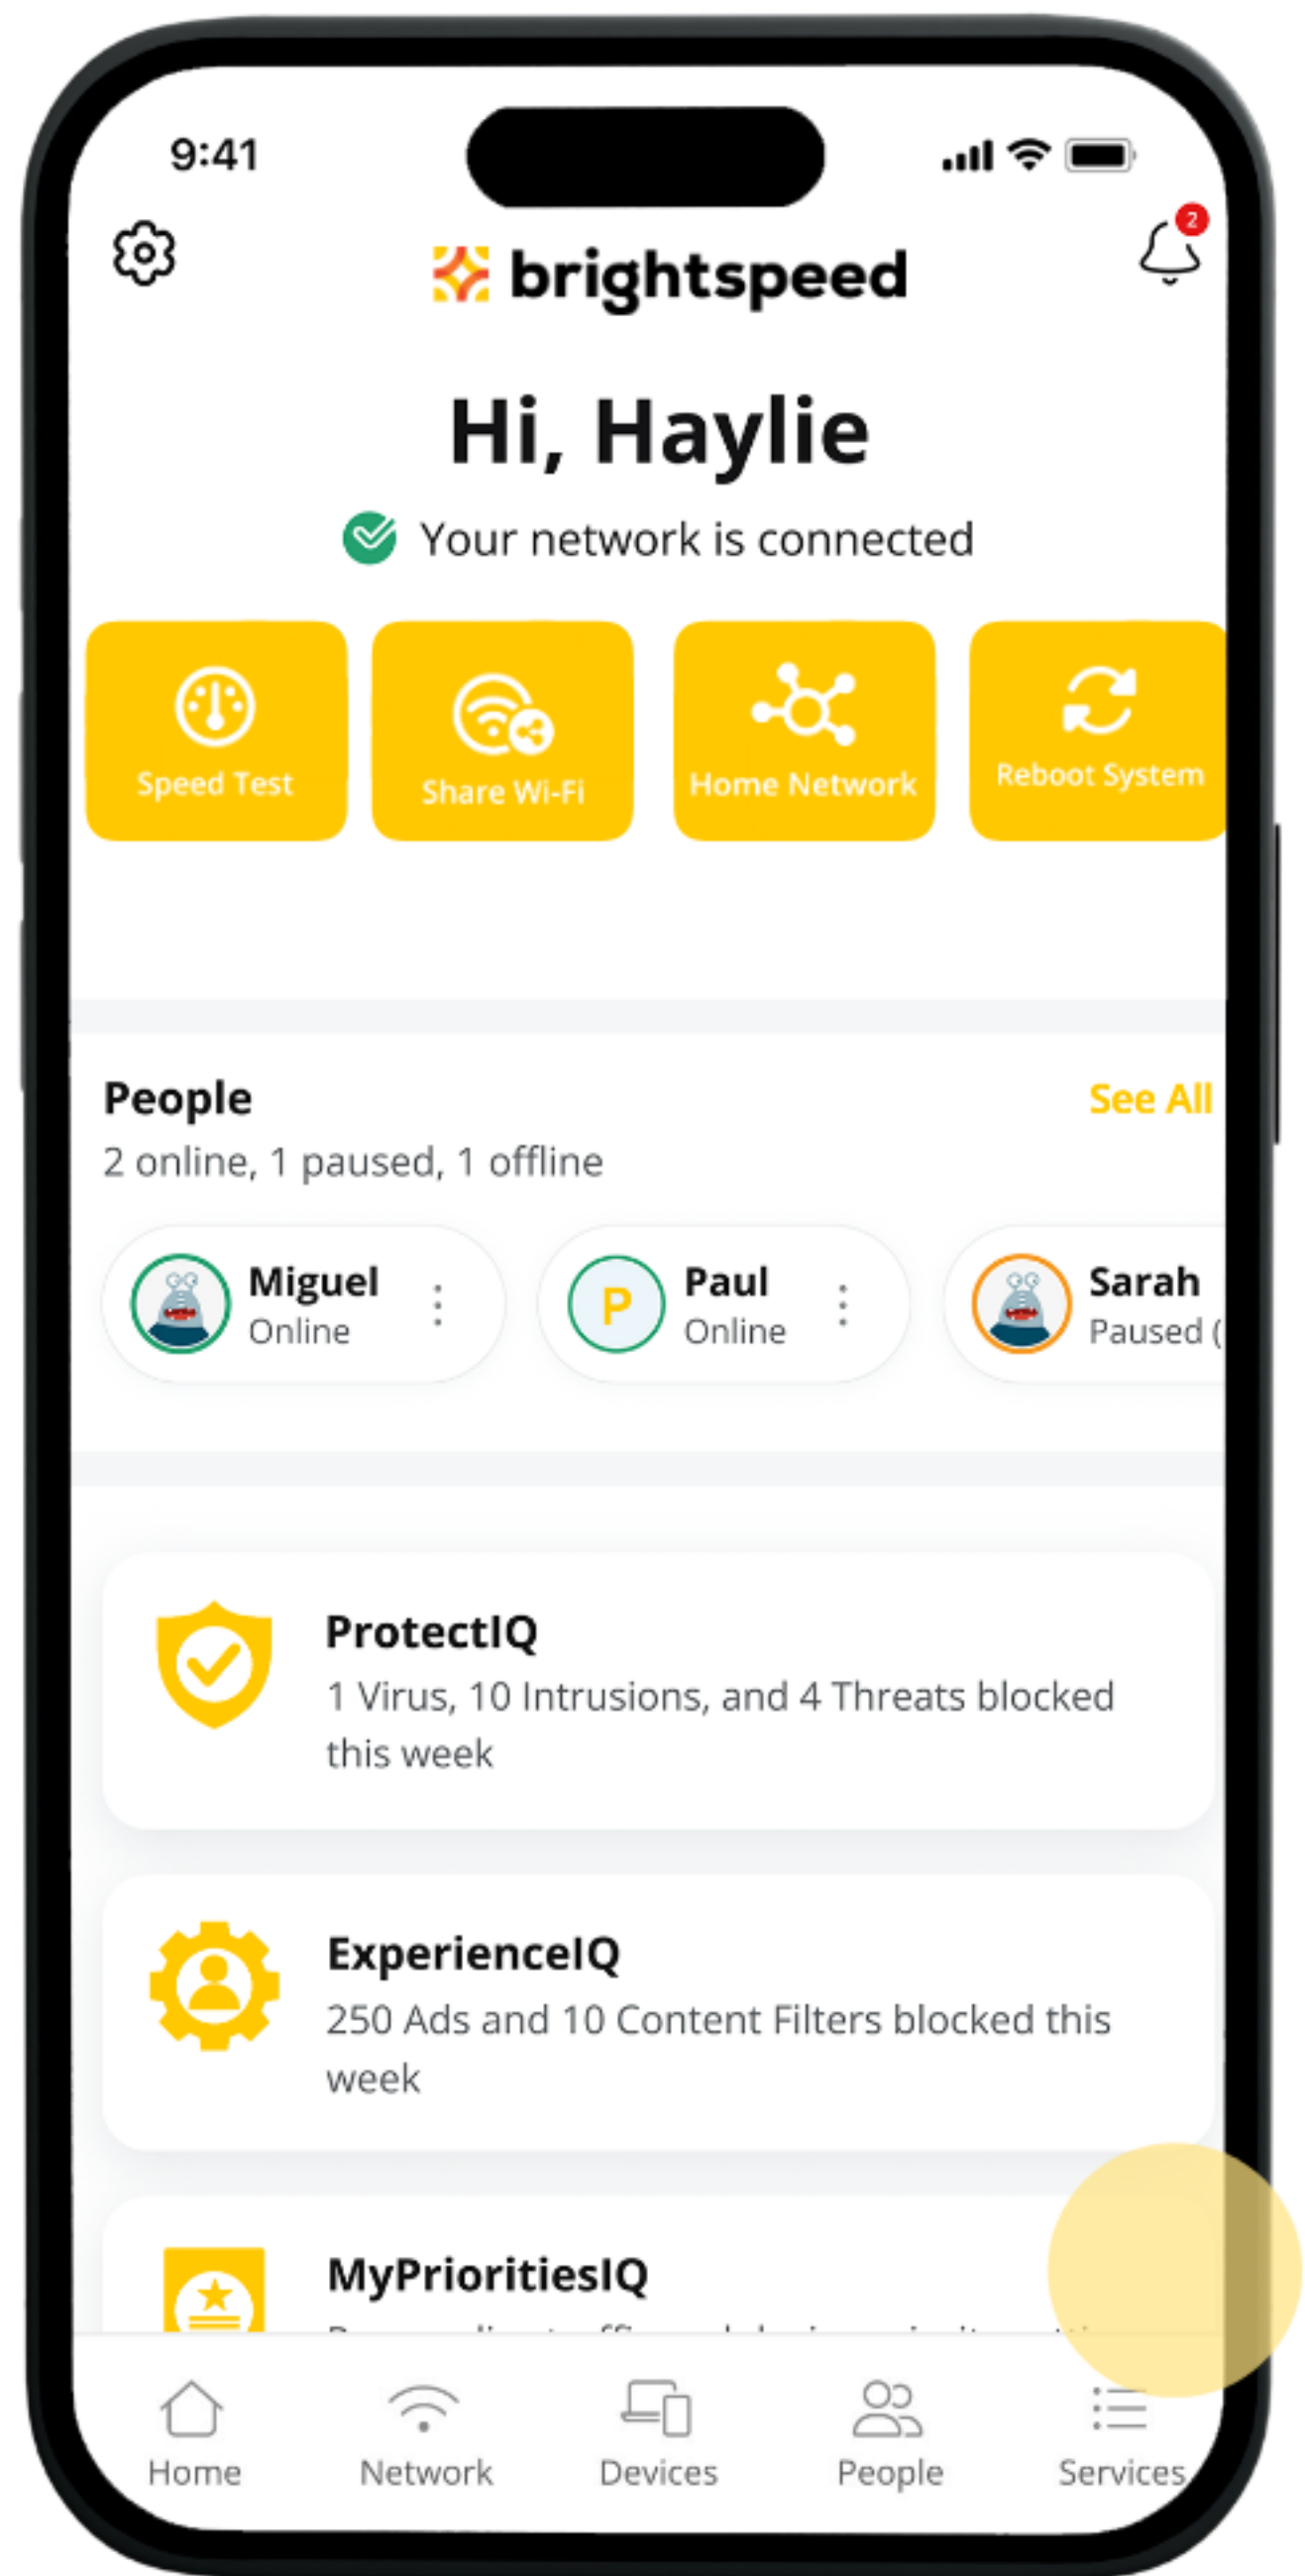 9:41
2
brightspeed
Hi, Haylie
Your network is connected
Speed Test
Share Wi-Fi
Home Network
Reboot System
People
See All
2 online, 1 paused, 1 offline
Miguel
Online
P
Paul
Online
Sarah
Paused (
ProtectIQ
1 Virus, 10 Intrusions, and 4 Threats blocked
this week
ExperienceIQ
250 Ads and 10 Content Filters blocked this
week
MyPrioritiesIQ
Home
Network
Devices
People
Services